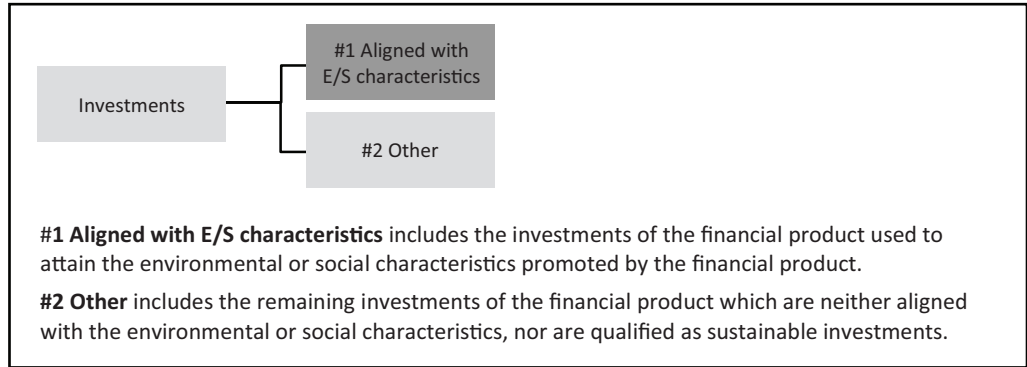 #1 Aligned with
E/S characteristics
Investments
#2 Other
#1 Aligned with E/S characteristics includes the investments of the financial product used to
attain the environmental or social characteristics promoted by the financial product.
#2 Other includes the remaining investments of the financial product which are neither aligned
with the environmental or social characteristics, nor are qualified as sustainable investments.